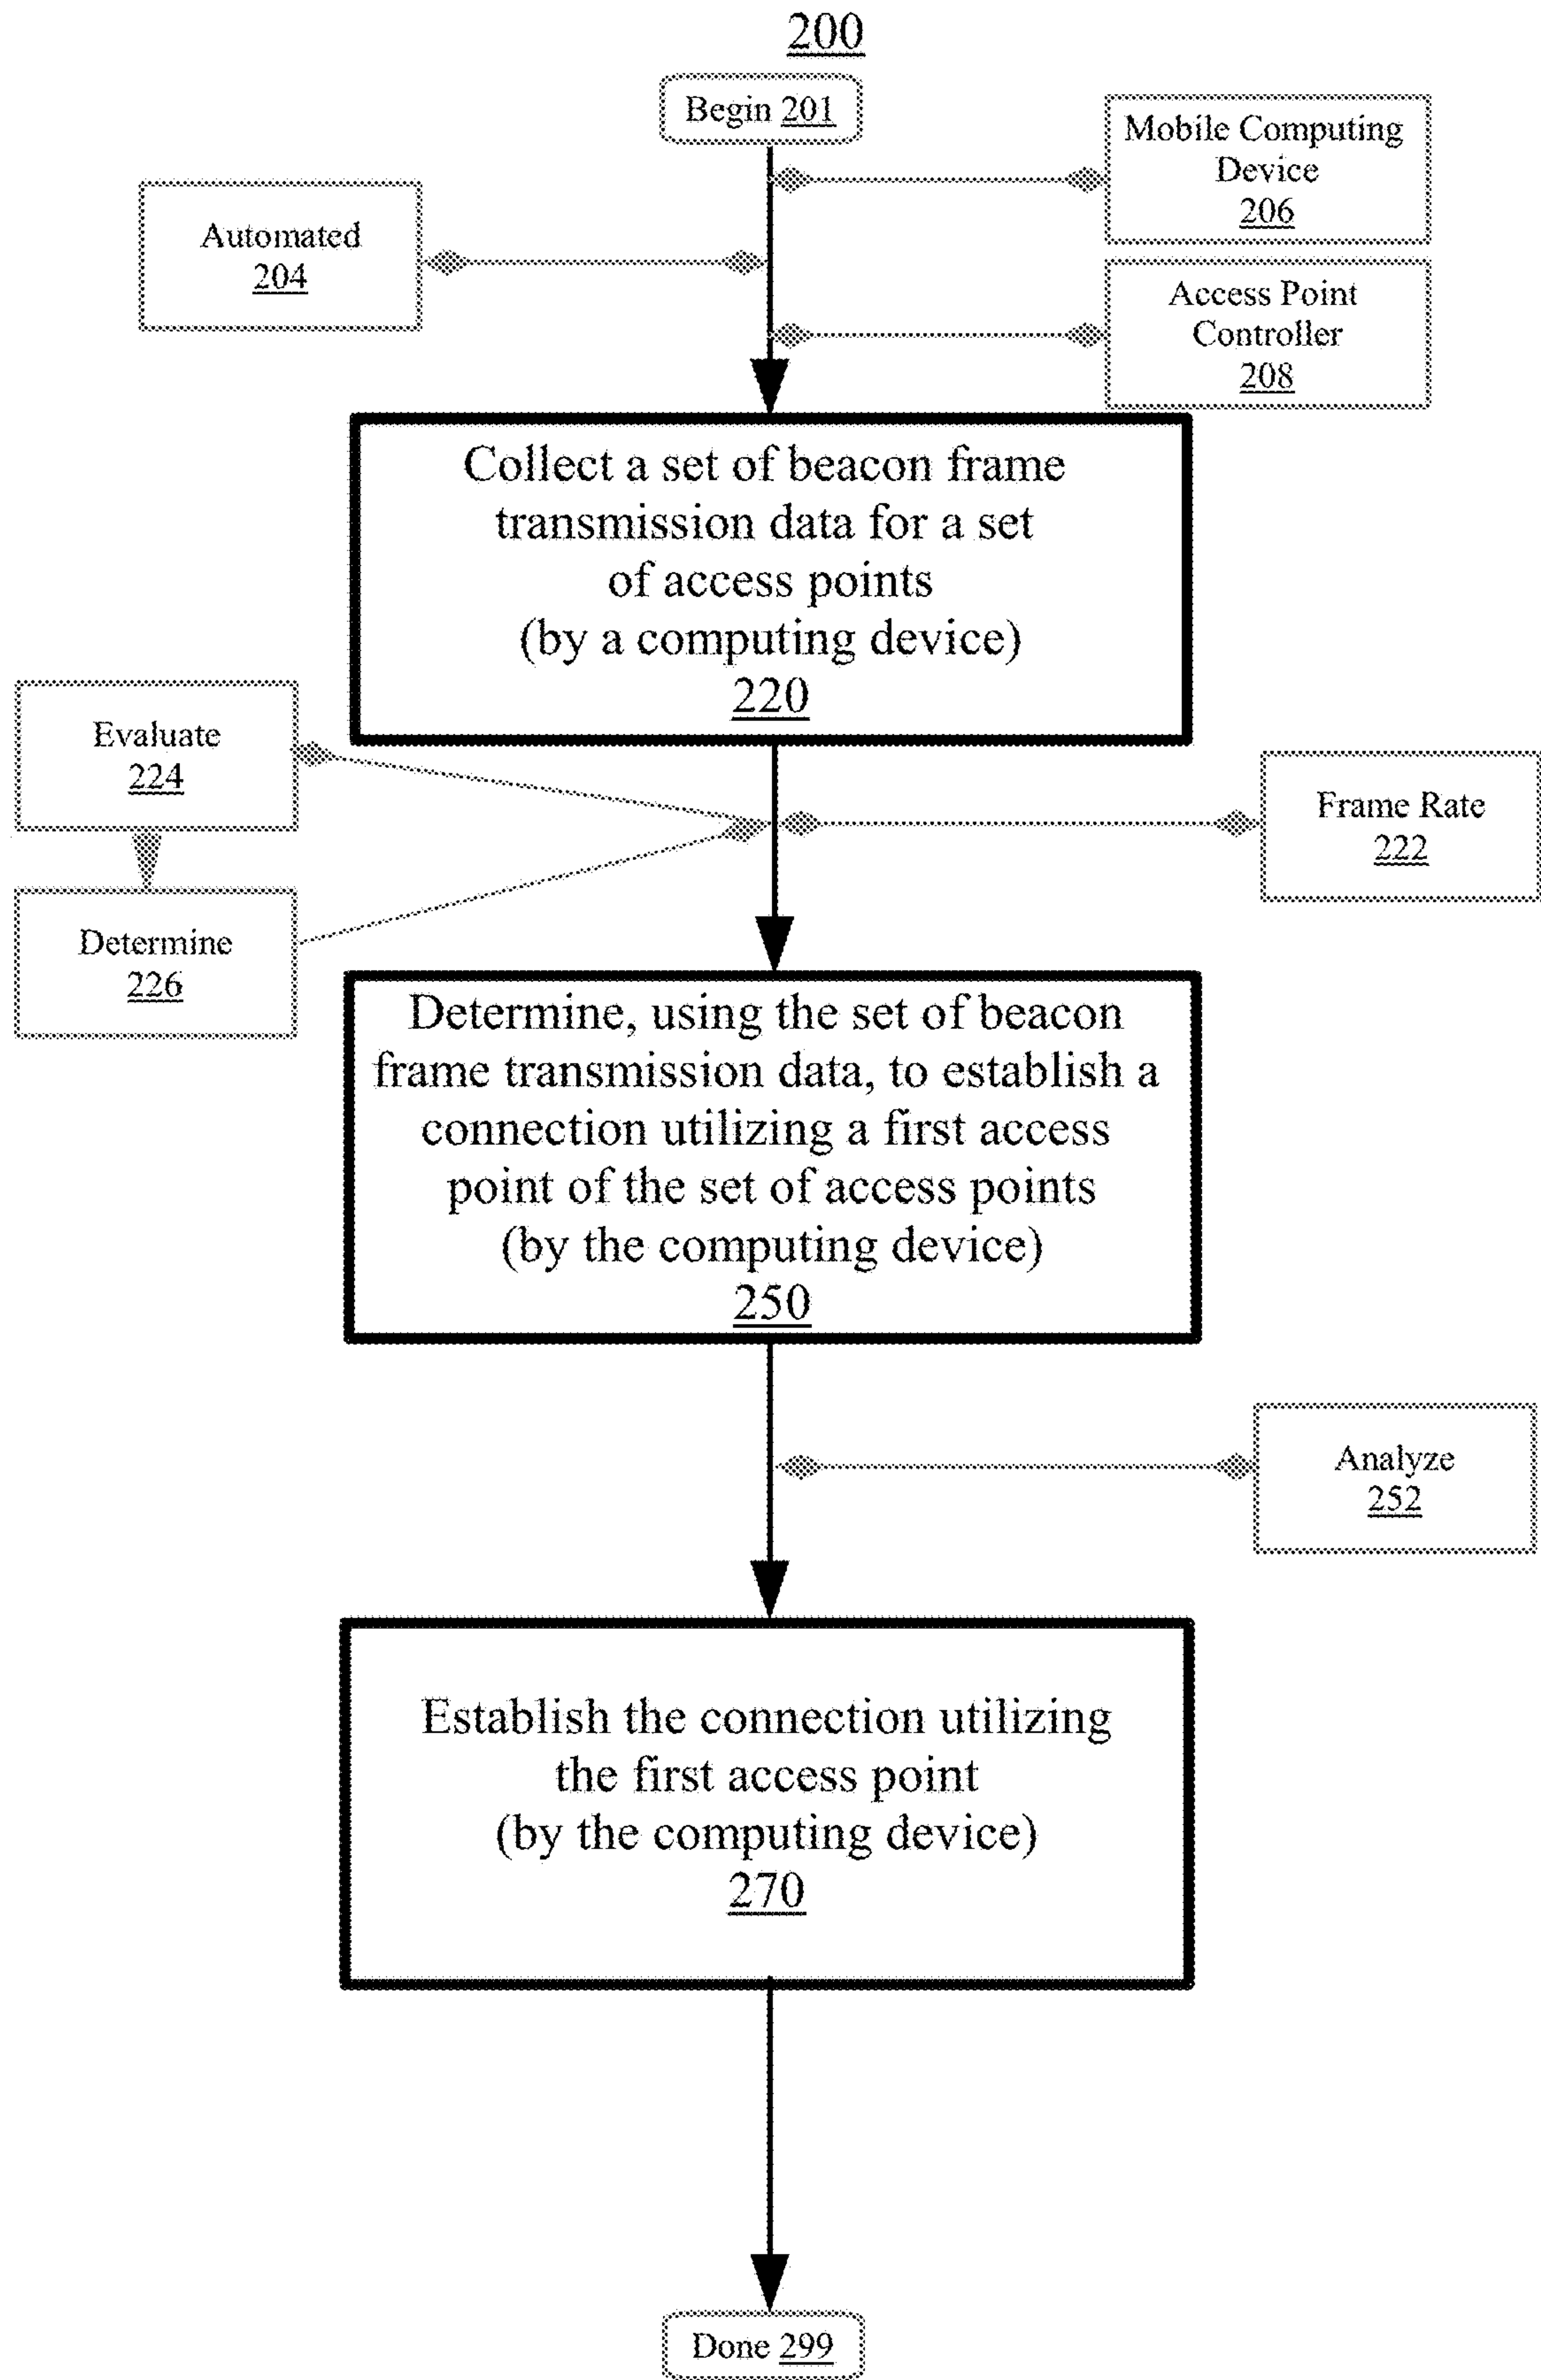 200
Begin 201
Mobile Computing
Device
206
Automated
204
Access Point
Controller
208
Collect a set of beacon frame
transmission data for a set
of access points
(by a computing device)
220
Evaluate
224
Frame Rate
222
Determine
226
Determine, using the set of beacon
frame transmission data, to establish a
connection utilizing a first access
point of the set of access points
(by the computing device)
250
Analyze
252
Establish the connection utilizing
the first access point
(by the computing device)
270
Done 299